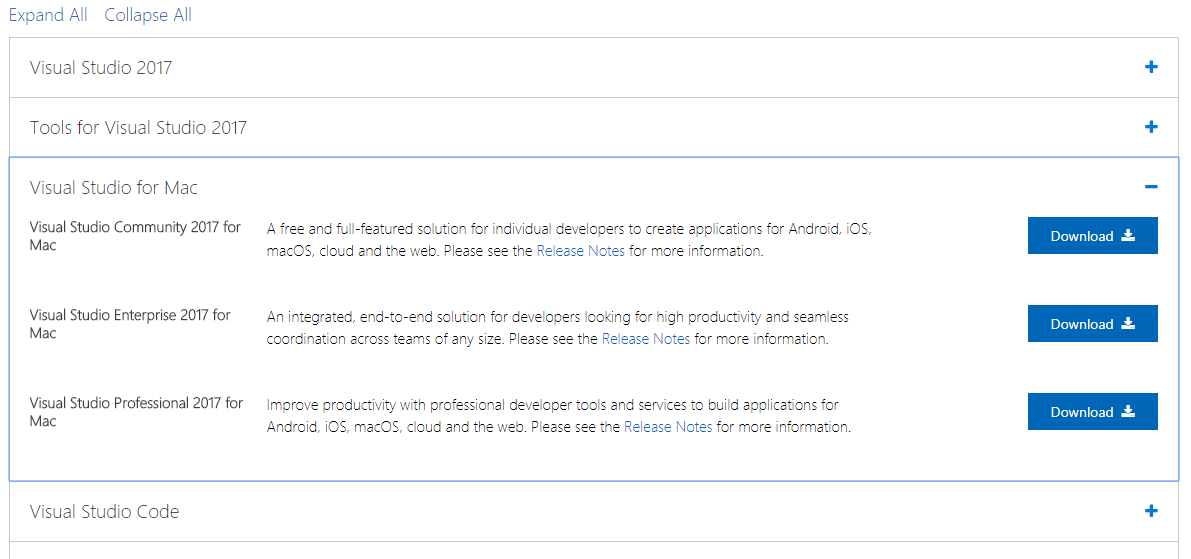 Expand All Collapse All
Visual Studio 2017
Tools for Visual Studio 2017
Visual Studio for Mac
Visual Studio Community 2017 for
Mac
A free and full-featured solution for individual developers to create applications for Android, iOS,
macOS, cloud and the web. Please see the Release Notes for more information.
Download
Visual Studio Enterprise 2017 for
Mac
An integrated, end-to-end solution for developers looking for high productivity and seamless
coordination across teams of any size. Please see the Release Notes for more information.
Download
Visual Studio Professional 2017 for
Mac
Improve productivity with professional developer tools and services to build applications for
Android, iOS, macOS, cloud and the web. Please see the Release Notes for more information.
Download
Visual Studio Code